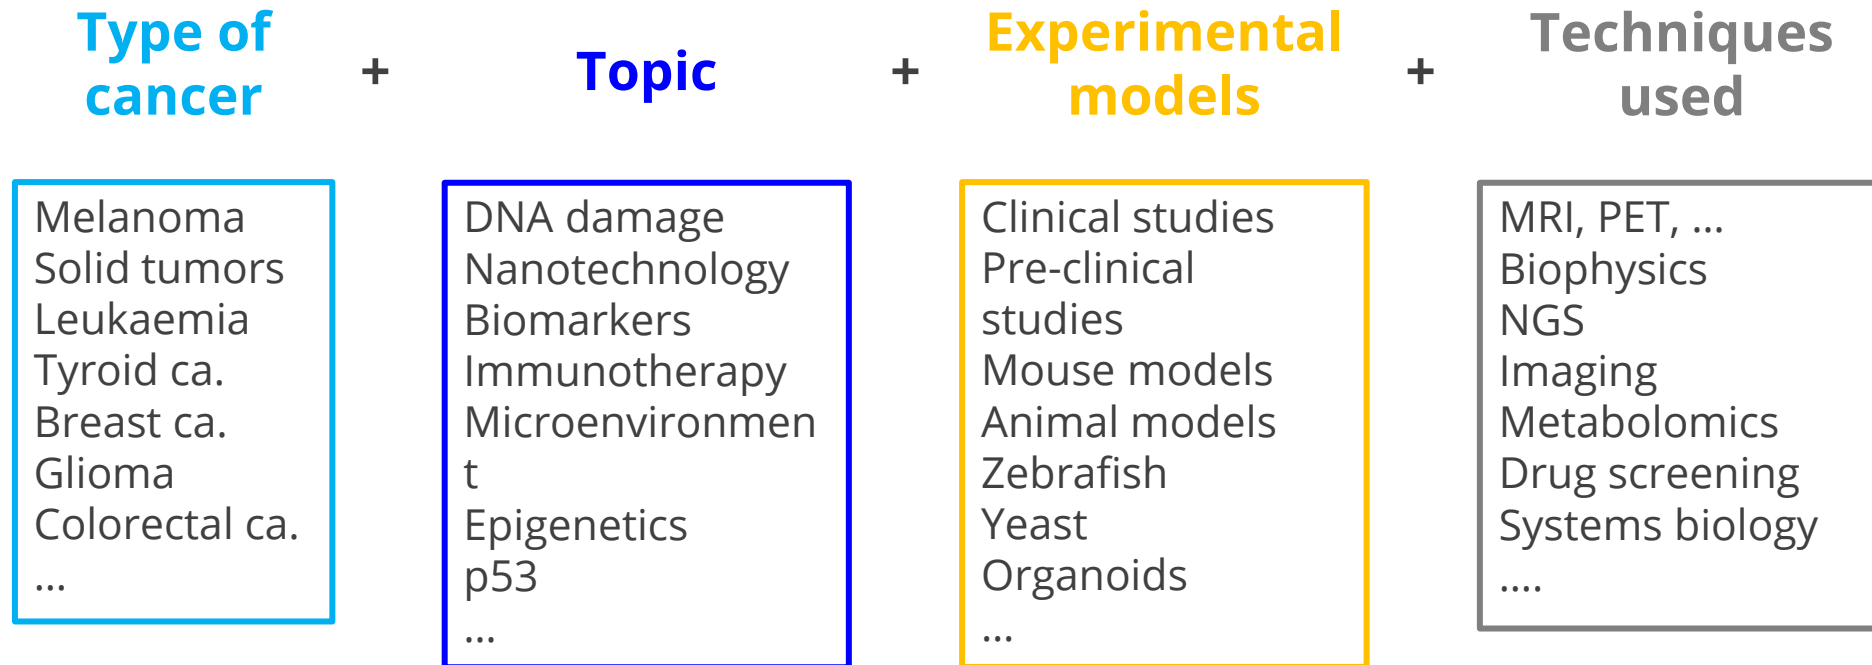 Type of
cancer
+
Topic
+
Experimental
models
+
Techniques
used
Melanoma
Solid tumors
Leukaemia
Tyroid ca.
Breast ca.
Glioma
Colorectal ca.
...
DNA damage
Nanotechnology
Biomarkers
Immunotherapy
Microenvironmen
t
Epigenetics
p53
...
Clinical studies
Pre-clinical
studies
Mouse models
Animal models
Zebrafish
Yeast
Organoids
...
MRI, PET, ...
Biophysics
NGS
Imaging
Metabolomics
Drug screening
Systems biology
....